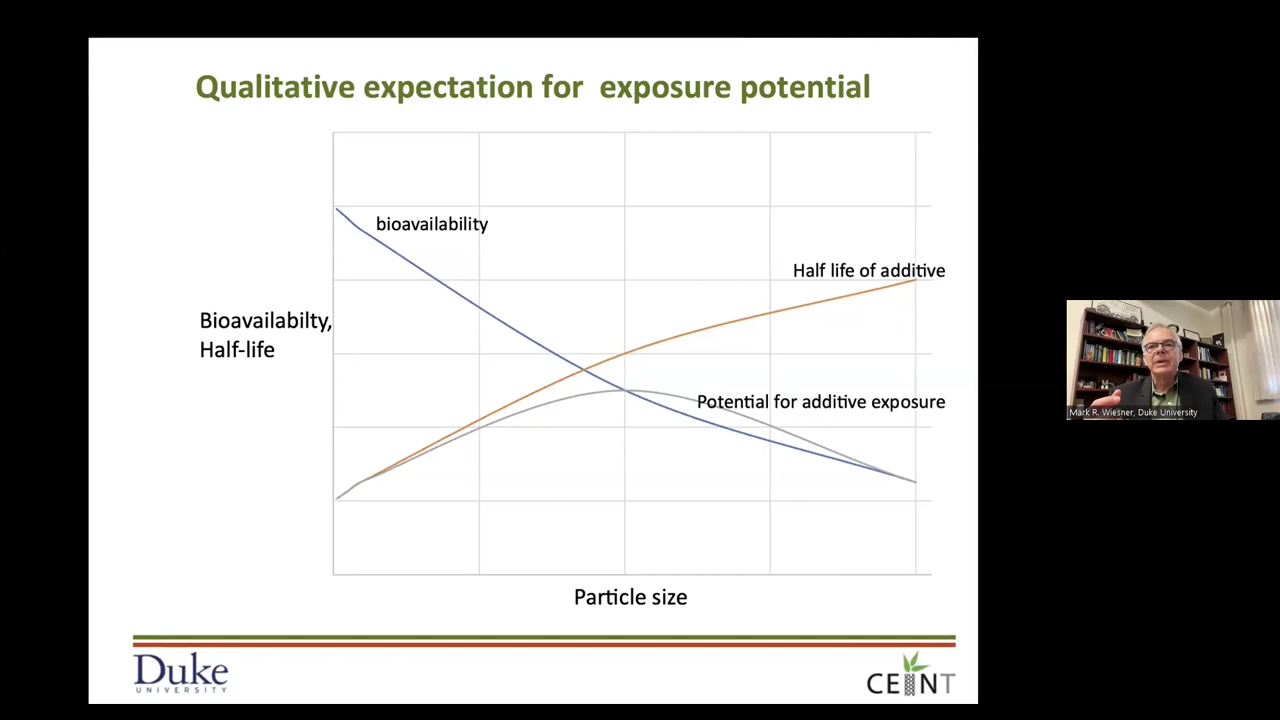 Qualitative expectation for exposure potential
bioavailability
Half life of additive
Bioavailabilty,
Half-life
Potential for additive exposure
Mark R. Wiesner, Duke University
Particle size
Duke
UNIVERSITY
CEINT